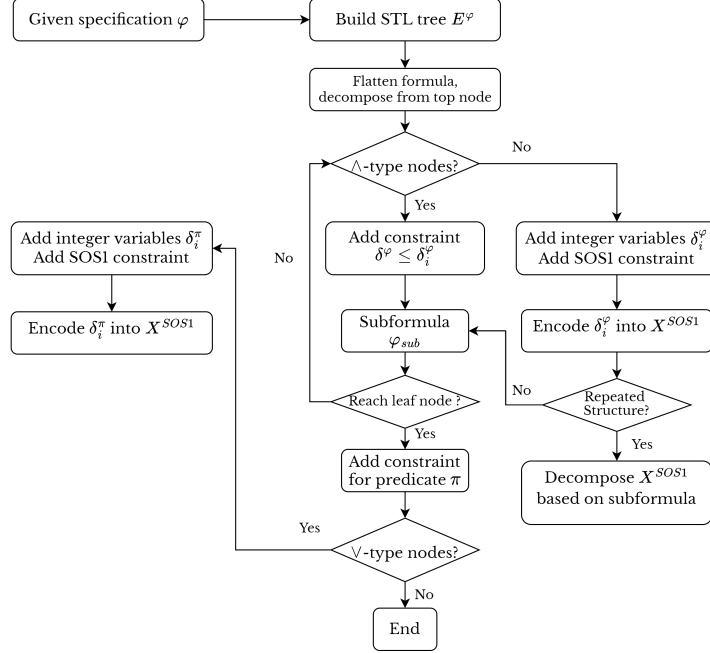 Given specification φ
Build STL tree E^φ
Flatten formula,
decompose from top node
∧-type nodes?
No
Yes
Add integer variables δ_i^π
Add SOS1 constraint
No
Add constraint
δ^φ ≤ δ_i^φ
Add integer variables δ_i^φ
Add SOS1 constraint
Encode δ_i^π into X^{SOS1}
Subformula
φ_{sub}
Encode δ_i^φ into X^{SOS1}
Reach leaf node ?
No
Repeated
Structure?
Yes
Yes
Add constraint
for predicate π
Decompose X^{SOS1}
based on subformula
Yes
∨-type nodes?
No
End